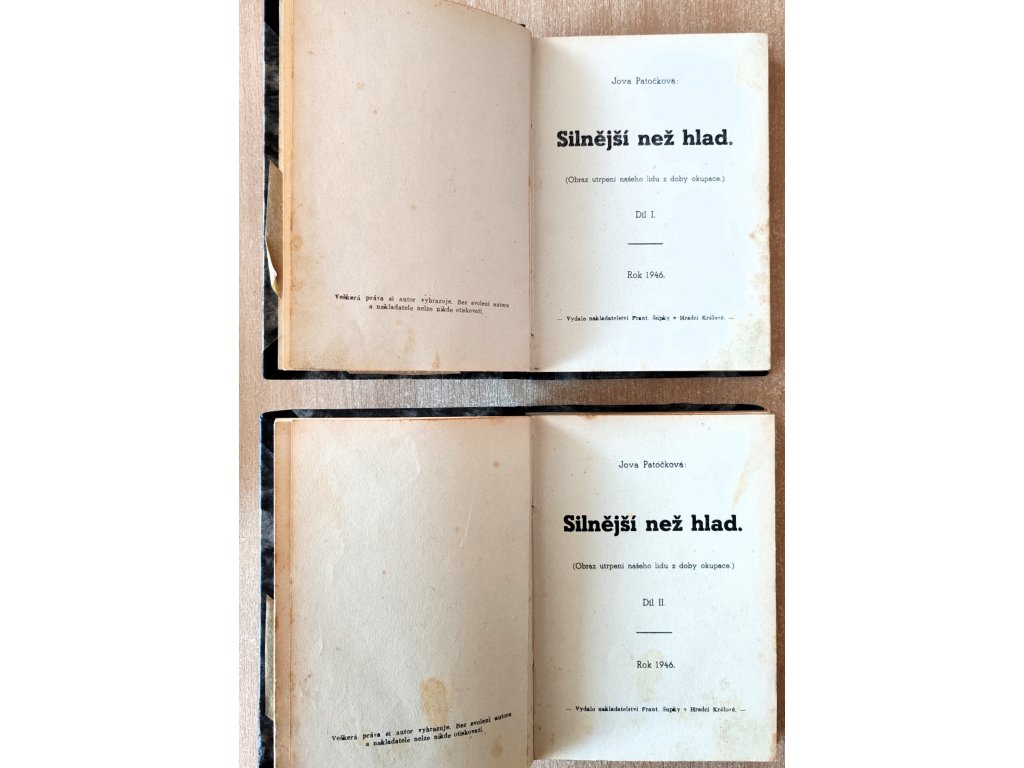 Jova Patočková:
Silnější než hlad.
(Obraz utrpení našeho lidu z doby okupace.)
Díl I.
Rok 1946.
— Vydalo nakladatelství Frant. Šupky v Hradci Králové. —
Veškerá práva si autor vyhrazuje. Bez svolení autora
a nakladatele nelze nikde otiskovati.
Jova Patočková:
Silnější než hlad.
(Obraz utrpení našeho lidu z doby okupace.)
Díl II.
Rok 1946.
— Vydalo nakladatelství Frant. Šupky v Hradci Králové. —
Veškerá práva si autor vyhrazuje. Bez svolení autora
a nakladatele nelze nikde otiskovati.